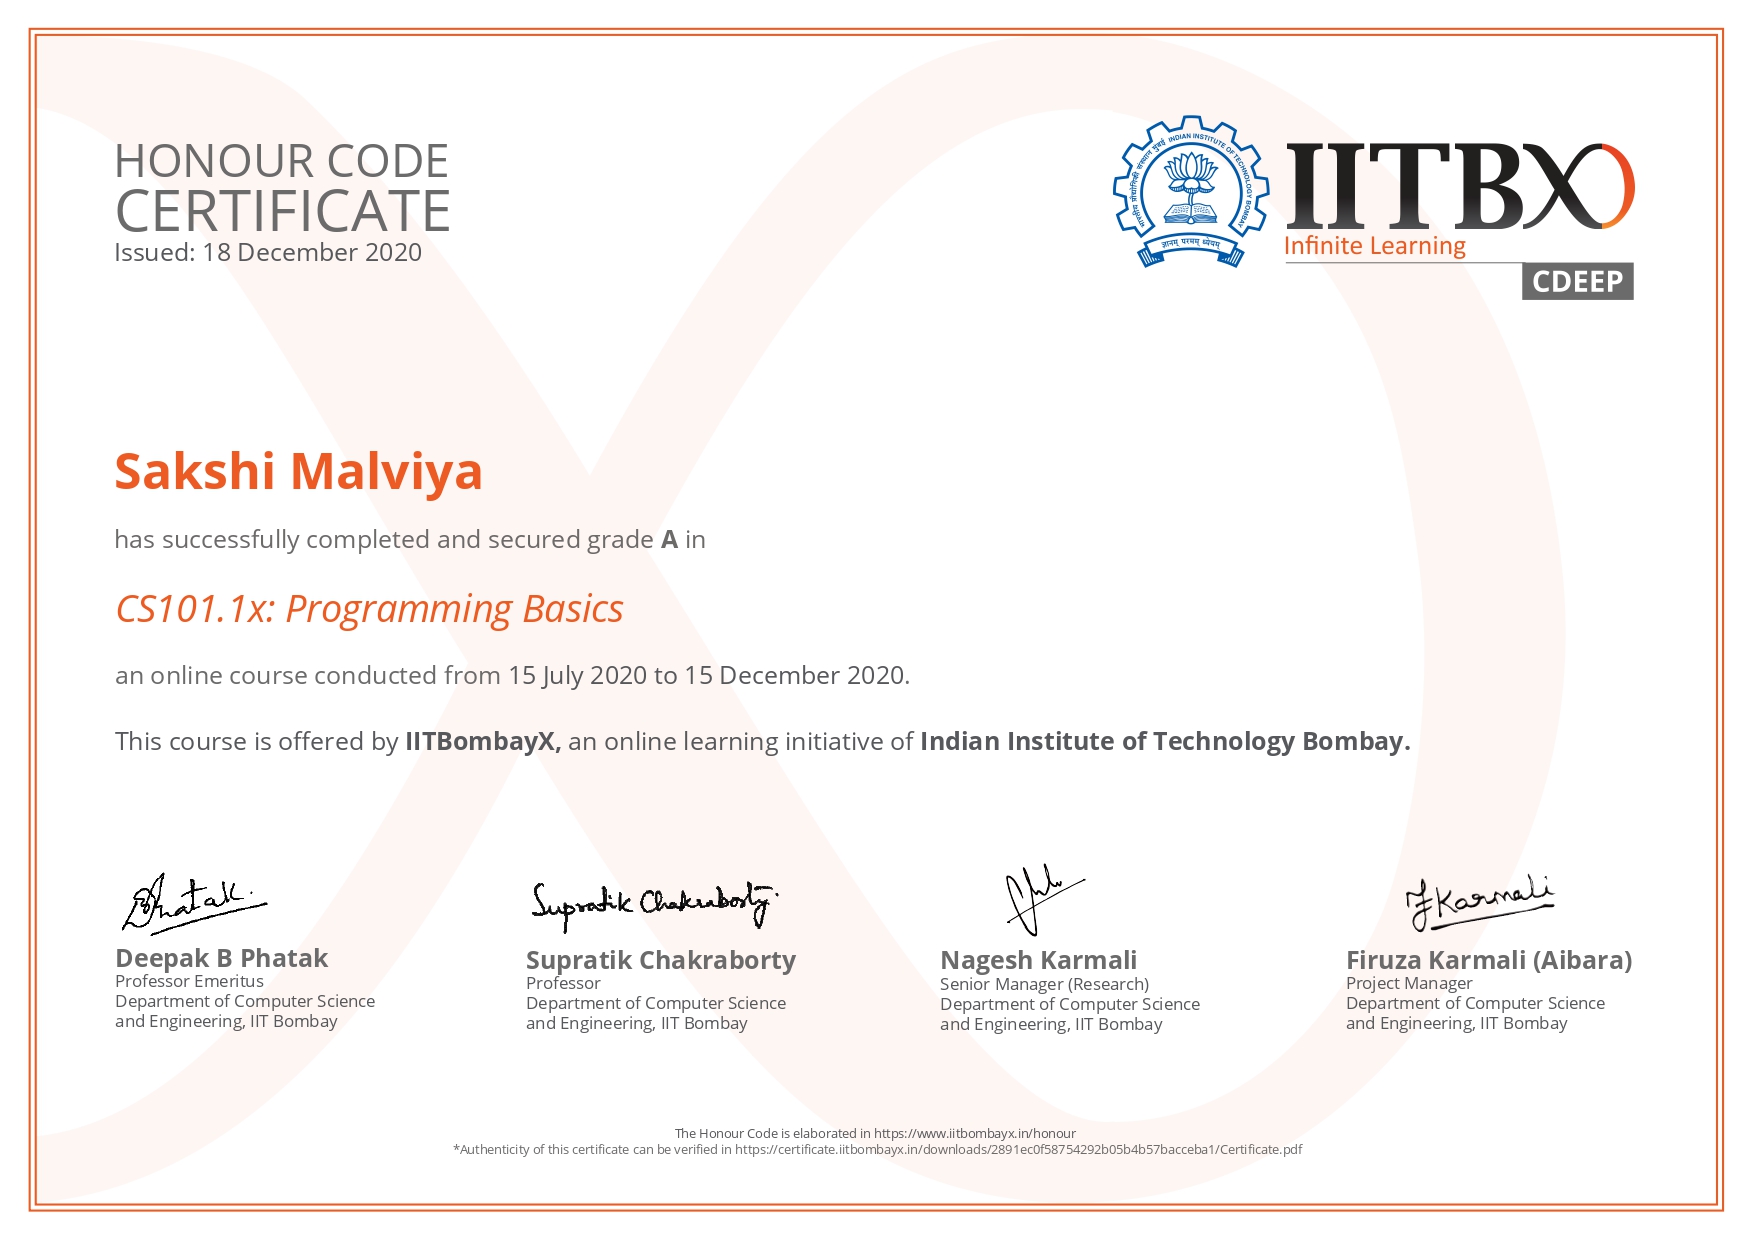 HONOUR CODE
CERTIFICATE
Issued: 18 December 2020
भारतीय प्रौद्योगिकी संस्थान मुंबई INDIAN INSTITUTE OF TECHNOLOGY BOMBAY
ज्ञानम् परमम् ध्येयम्
IITBX
Infinite Learning
CDEEP
Sakshi Malviya
has successfully completed and secured grade A in
CS101.1x: Programming Basics
an online course conducted from 15 July 2020 to 15 December 2020.
This course is offered by IITBombayX, an online learning initiative of Indian Institute of Technology Bombay.
Supratik Chakraborty
Deepak B Phatak
Professor Emeritus
Department of Computer Science
and Engineering, IIT Bombay
Supratik Chakraborty
Professor
Department of Computer Science
and Engineering, IIT Bombay
Nagesh Karmali
Senior Manager (Research)
Department of Computer Science
and Engineering, IIT Bombay
Firuza Karmali (Aibara)
Project Manager
Department of Computer Science
and Engineering, IIT Bombay
The Honour Code is elaborated in https://www.iitbombayx.in/honour
*Authenticity of this certificate can be verified in https://certificate.iitbombayx.in/downloads/2891ec0f58754292b05b4b57bacceba1/Certificate.pdf